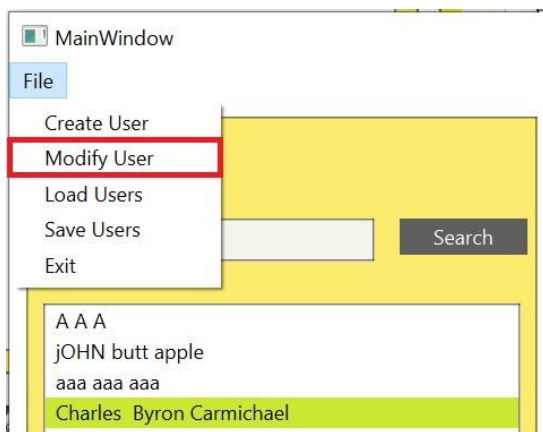 MainWindow
File
Create User
Modify User
Load Users
Save Users
Exit
Search
A A A
jOHN butt apple
aaa aaa aaa
Charles  Byron Carmichael